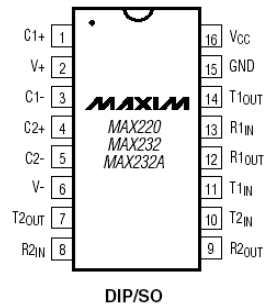 C1+ 1
V+ 2
C1- 3
C2+ 4
C2- 5
V- 6
T2OUT 7
R2IN 8
MAXIM
MAX220
MAX232
MAX232A
16 VCC
15 GND
14 T1OUT
13 R1IN
12 R1OUT
11 T1IN
10 T2IN
9 R2OUT
DIP/SO